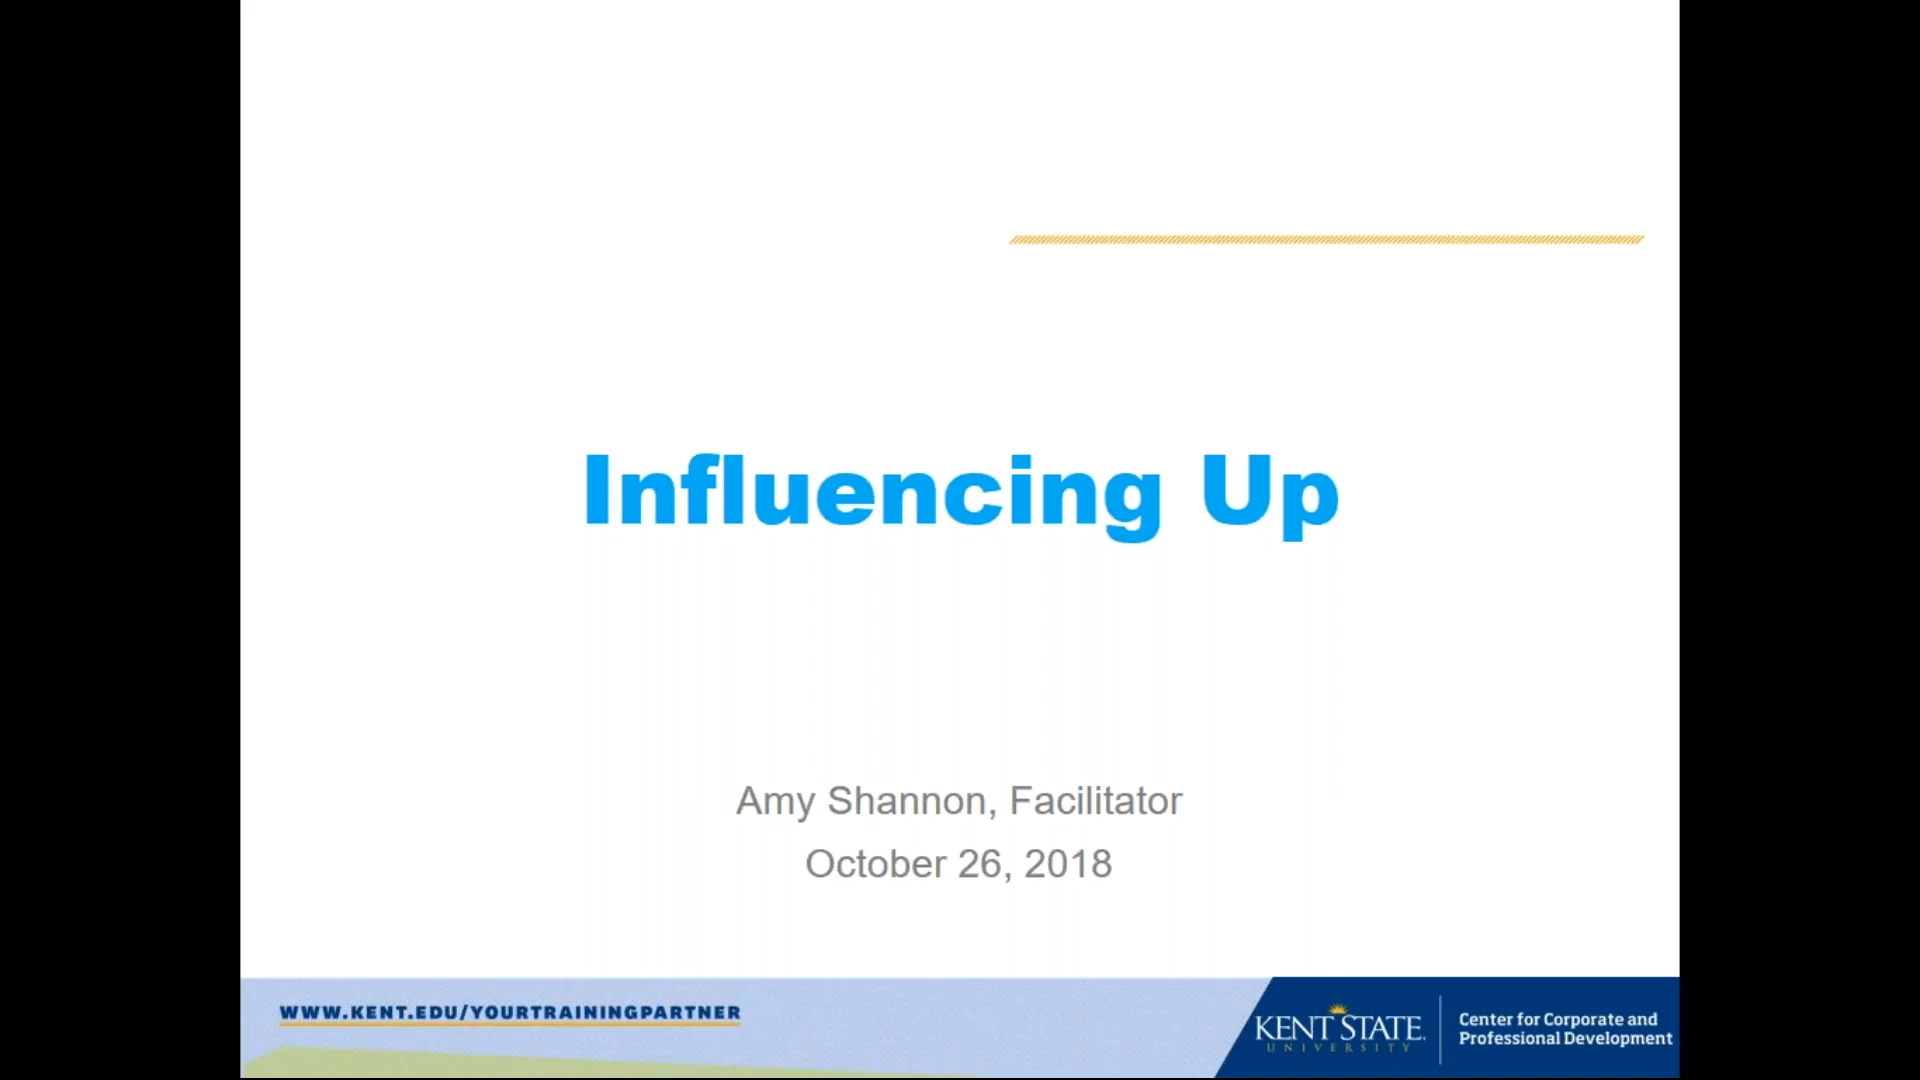 Influencing Up
Amy Shannon, Facilitator
October 26, 2018
WWW.KENT.EDU/YOURTRAININGPARTNER
KENT STATE.
UNIVERSITY
Center for Corporate and
Professional Development